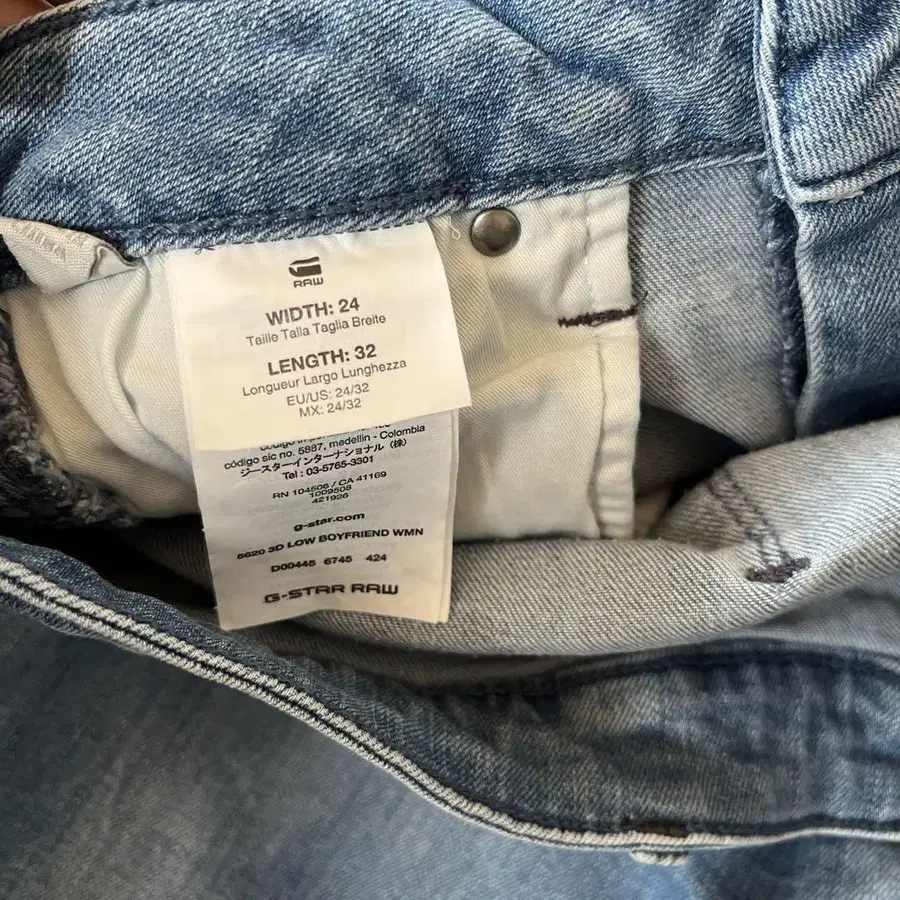 RAW
WIDTH: 24
Taille Talla Taglia Breite
LENGTH: 32
Longueur Largo Lunghezza
EU/US: 24/32
MX: 24/32
código sic no. 5887, medellin - Colombia
ジースターインターナショナル (株)
Tel : 03-5765-3301
RN 104506 / CA 41169
1009508
421926
g-star.com
5620 3D LOW BOYFRIEND WMN
D00445 6745 424
G-STAR RAW